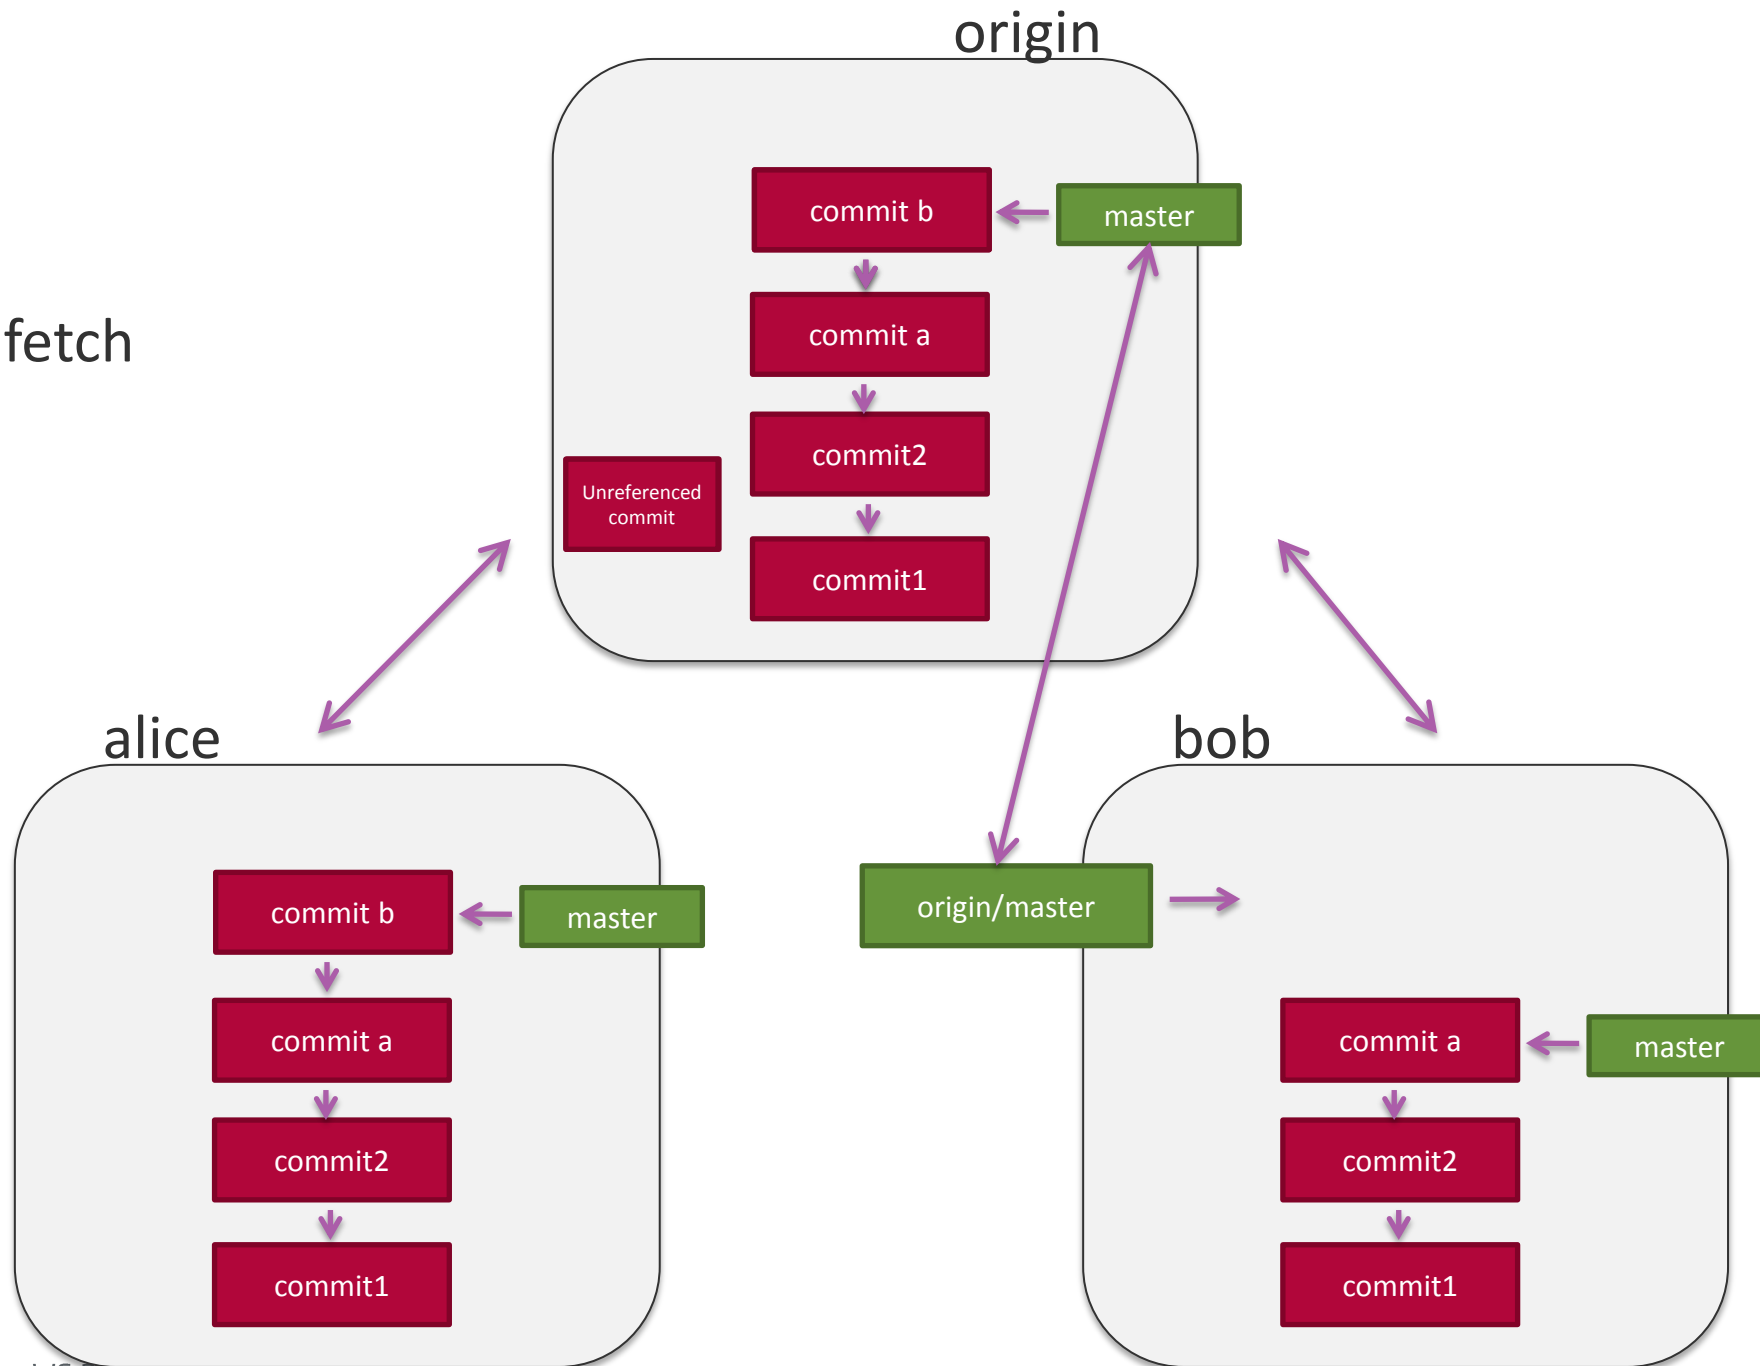 origin
commit b
master
fetch
commit a
commit2
Unreferenced
commit
commit1
alice
bob
commit b
master
origin/master
commit a
commit a
master
commit2
commit2
commit1
commit1